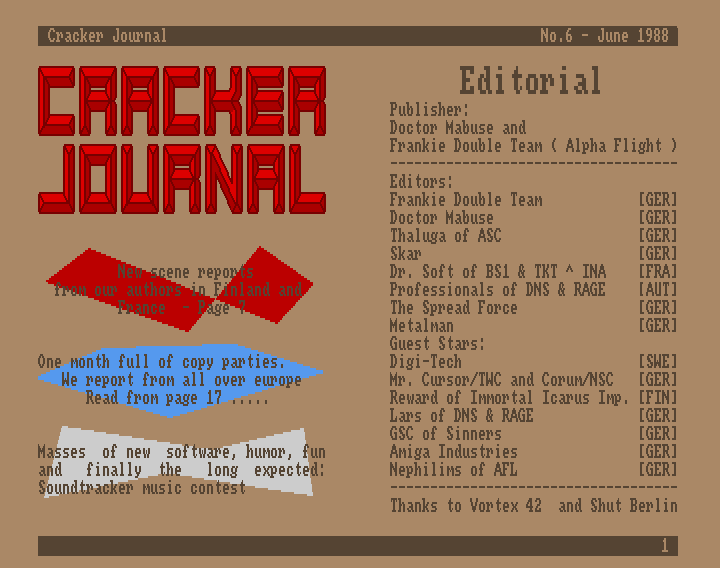 Cracker Journal No.6 - June 1988
CRACKER
JOURNAL
New scene reports
from our authors in Finland and
France - Page 7
One month full of copy parties.
We report from all over europe
Read from page 17 .....
Masses of new software, humor, fun
and finally the long expected:
Soundtracker music contest
Editorial
Publisher:
Doctor Mabuse and
Frankie Double Team ( Alpha Flight )
------------------------------------
Editors:
Frankie Double Team [GER]
Doctor Mabuse [GER]
Thaluga of ASC [GER]
Skar [GER]
Dr. Soft of BS1 & TKT ^ INA [FRA]
Professionals of DNS & RAGE [AUT]
The Spread Force [GER]
Metalman [GER]
Guest Stars:
Digi-Tech [SWE]
Mr. Cursor/TWC and Corum/NSC [GER]
Reward of Immortal Icarus Imp. [FIN]
Lars of DNS & RAGE [GER]
GSC of Sinners [GER]
Amiga Industries [GER]
Nephilims of AFL [GER]
------------------------------------
Thanks to Vortex 42 and Shut Berlin
1